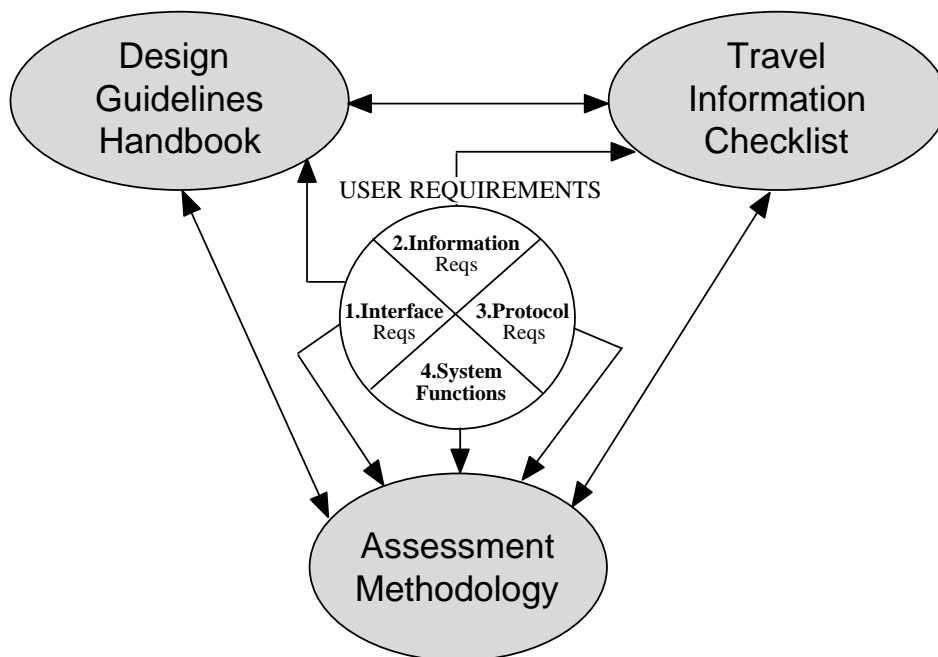 Design
Guidelines
Handbook
Travel
Information
Checklist
USER REQUIREMENTS
2.Information
Reqs
1.Interface
Reqs
3.Protocol
Reqs
4.System
Functions
Assessment
Methodology